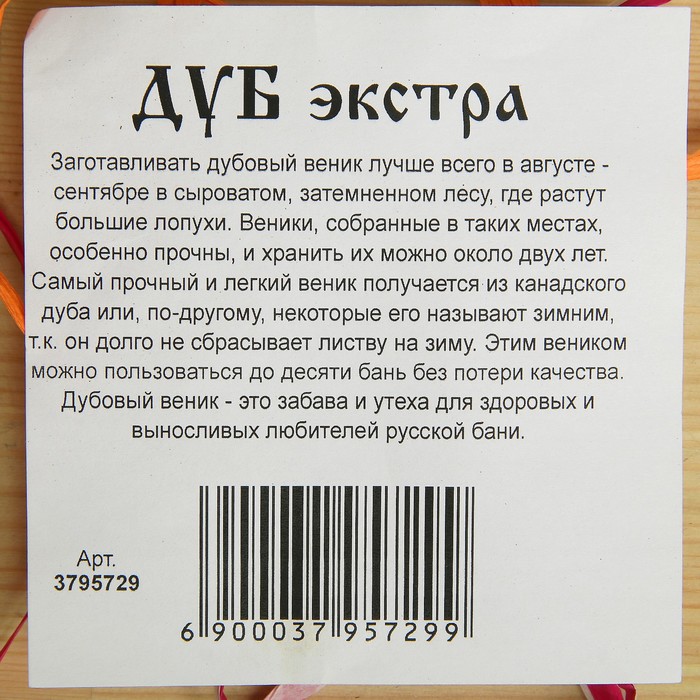 ДУБ экстра
Заготавливать дубовый веник лучше всего в августе -
сентябре в сыроватом, затемненном лесу, где растут
большие лопухи. Веники, собранные в таких местах,
особенно прочны, и хранить их можно около двух лет.
Самый прочный и легкий веник получается из канадского
дуба или, по-другому, некоторые его называют зимним,
т.к. он долго не сбрасывает листву на зиму. Этим веником
можно пользоваться до десяти бань без потери качества.
Дубовый веник - это забава и утеха для здоровых и
выносливых любителей русской бани.
Арт.
3795729
6 900037 957299